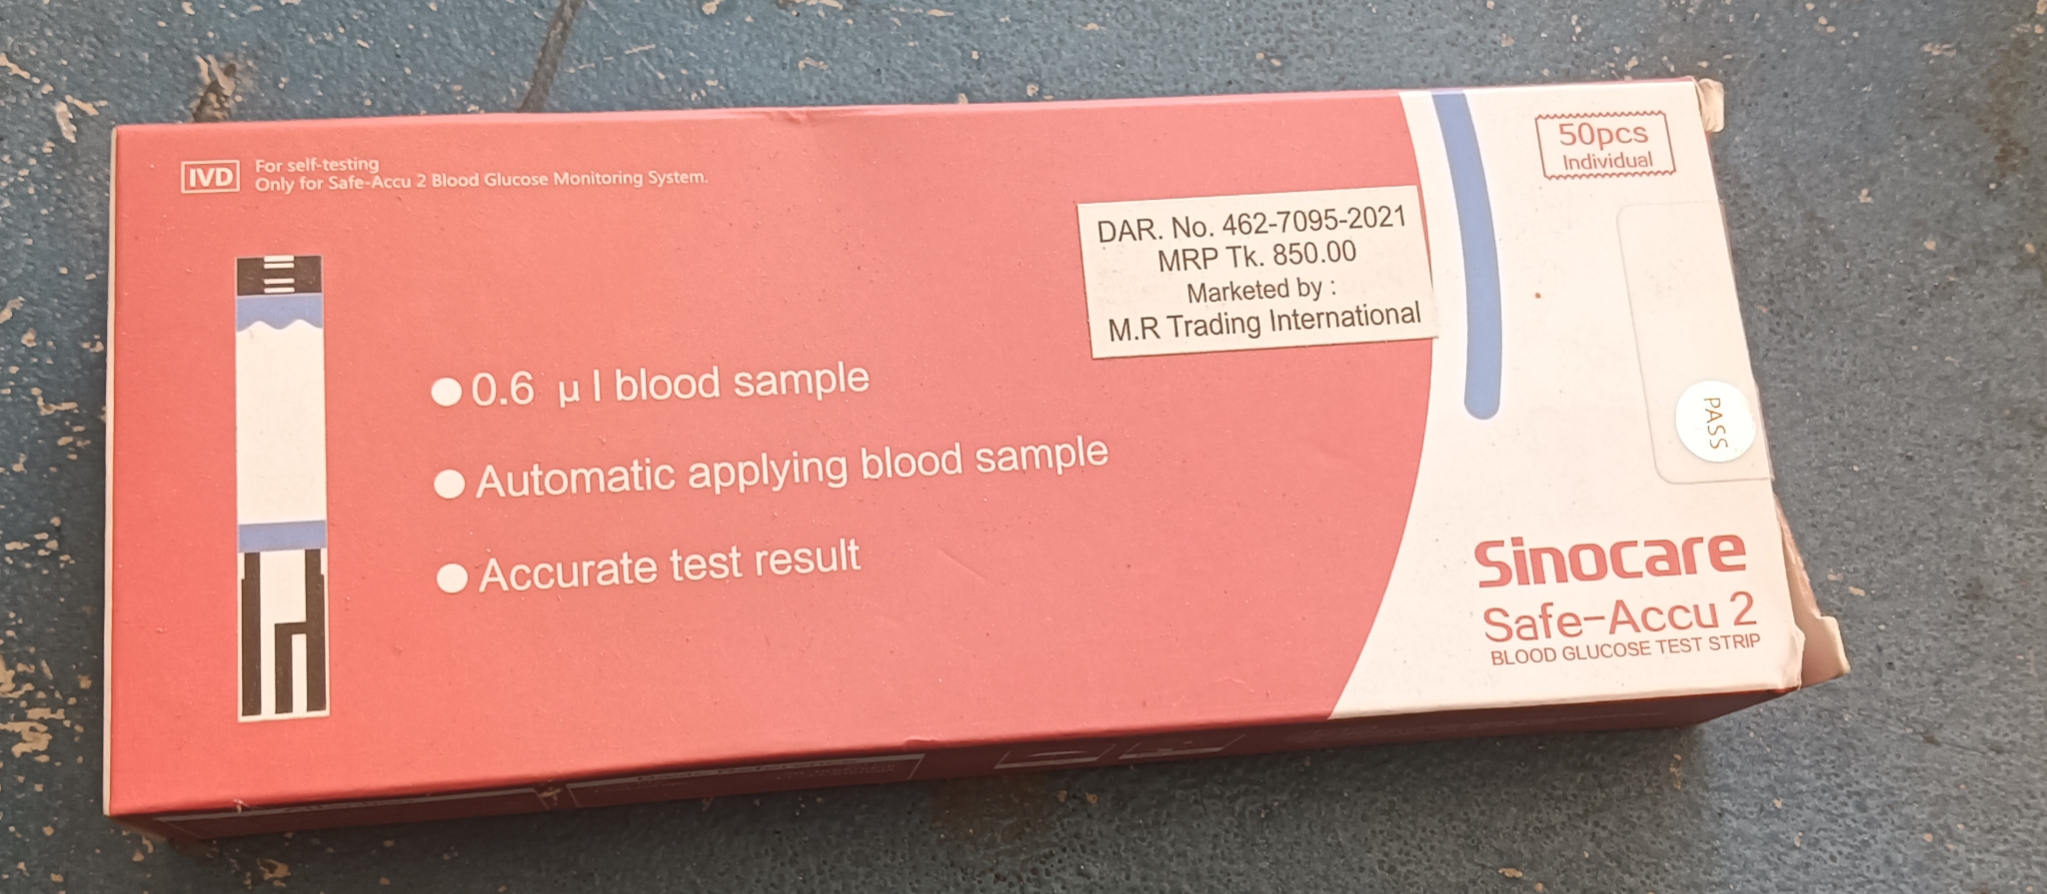 IVD
For self-testing
Only for Safe-Accu 2 Blood Glucose Monitoring System.
50pcs
Individual
DAR. No. 462-7095-2021
MRP Tk. 850.00
Marketed by :
M.R Trading International
0.6 µl blood sample
Automatic applying blood sample
Accurate test result
PASS
Sinocare
Safe-Accu 2
BLOOD GLUCOSE TEST STRIP